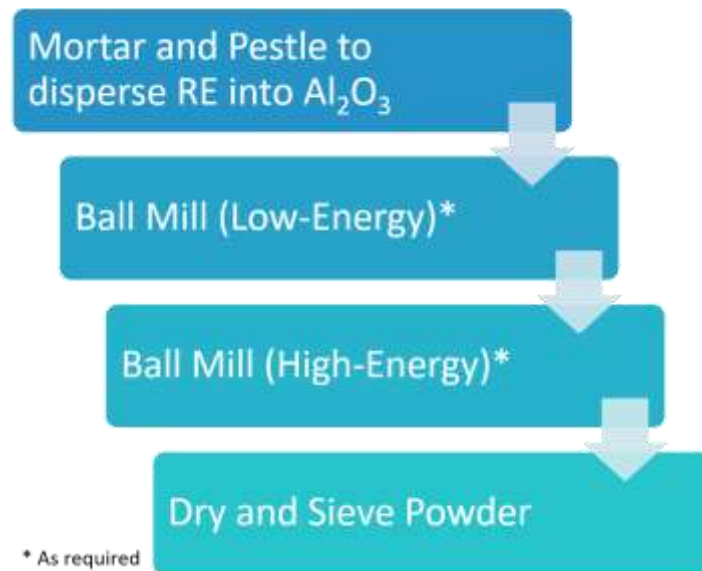 Mortar and Pestle to
disperse RE into Al₂O₃
Ball Mill (Low-Energy)*
Ball Mill (High-Energy)*
Dry and Sieve Powder
* As required